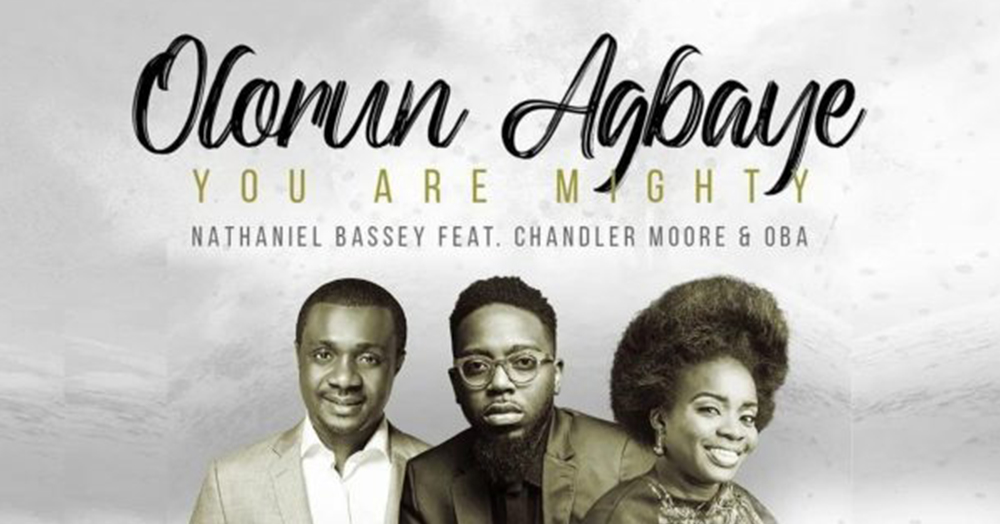 Olorun Agbaye
YOU ARE MIGHTY
NATHANIEL BASSEY FEAT. CHANDLER MOORE & OBA